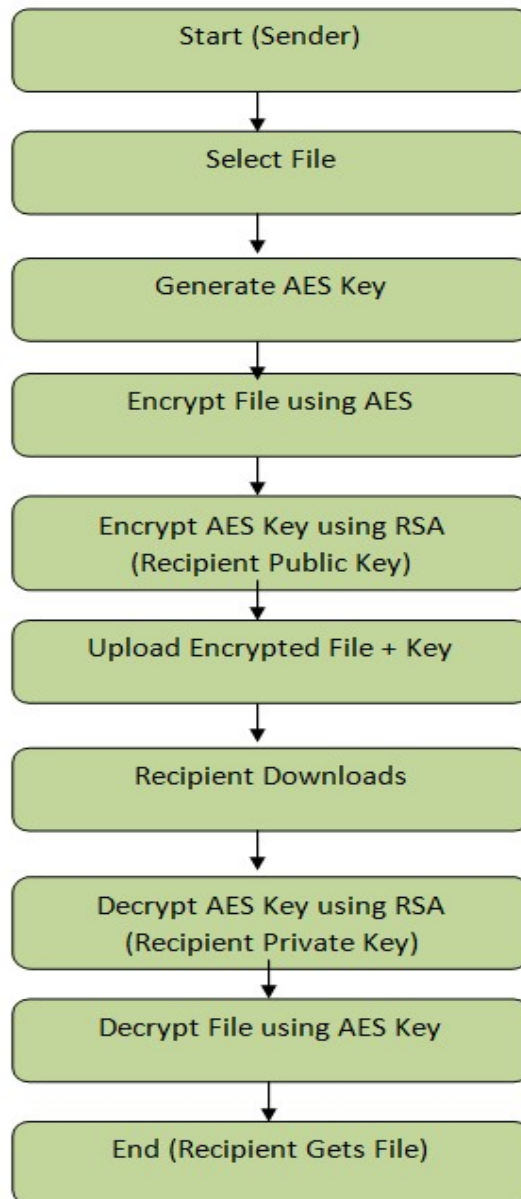 Start (Sender)
Select File
Generate AES Key
Encrypt File using AES
Encrypt AES Key using RSA
(Recipient Public Key)
Upload Encrypted File + Key
Recipient Downloads
Decrypt AES Key using RSA
(Recipient Private Key)
Decrypt File using AES Key
End (Recipient Gets File)